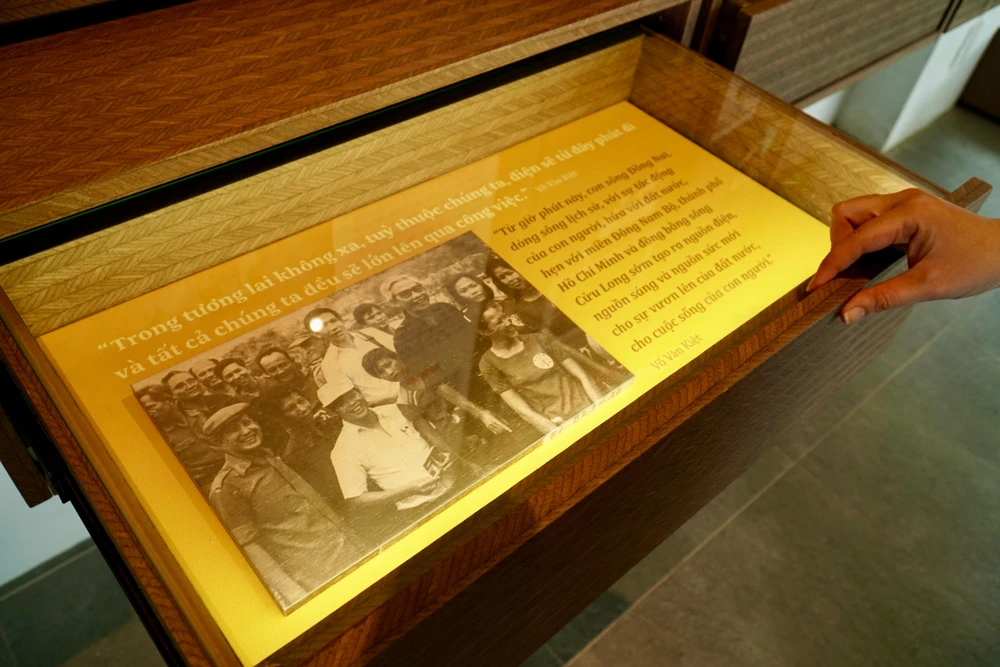 “Trong tương lai không xa, tuỳ thuộc chúng ta, điện sẽ từ đây phát đi
và tất cả chúng ta đều sẽ lớn lên qua công việc.”
Võ Văn Kiệt
“Từ giờ phút này, con sông Đồng Nai,
dòng sông lịch sử, với sự tác động
của con người hứa với đất nước,
hẹn với miền Đông Nam Bộ, thành phố
Hồ Chí Minh và đồng bằng sông
Cửu Long sớm tạo ra nguồn điện,
nguồn sáng và nguồn sức mới
cho sự vươn lên của đất nước,
cho cuộc sống của con người.”
Võ Văn Kiệt